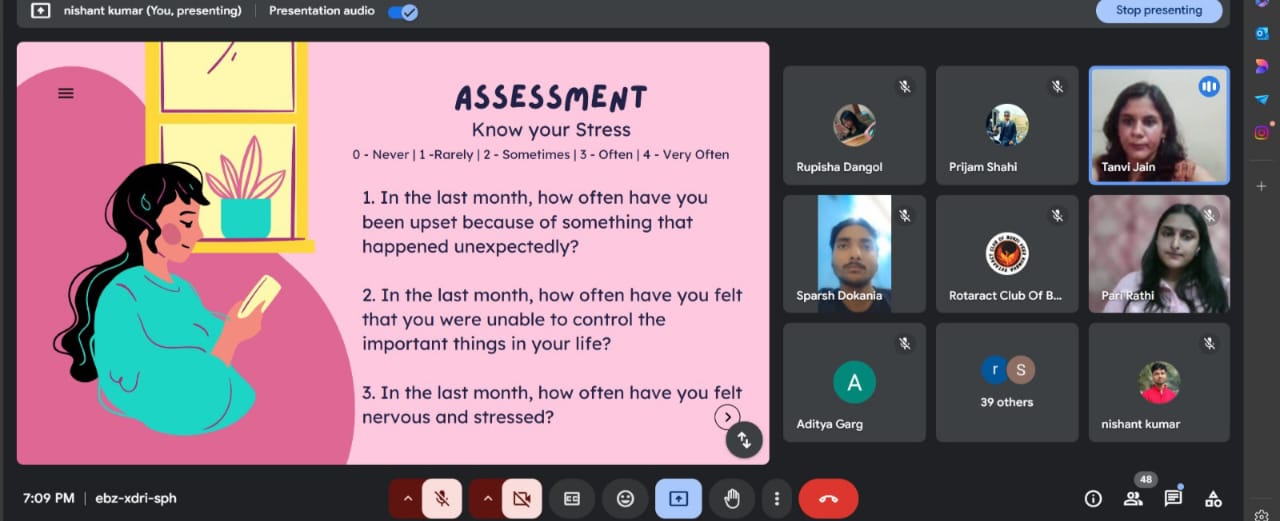 nishant kumar (You, presenting)
Presentation audio
Stop presenting
ASSESSMENT
Know your Stress
0 - Never | 1 -Rarely | 2 - Sometimes | 3 - Often | 4 - Very Often
1. In the last month, how often have you
been upset because of something that
happened unexpectedly?
2. In the last month, how often have you felt
that you were unable to control the
important things in your life?
3. In the last month, how often have you felt
nervous and stressed?
Rupisha Dangol
Prijam Shahi
Tanvi Jain
Sparsh Dokania
Rotaract Club Of B...
Pari Rathi
A
Aditya Garg
r S
39 others
nishant kumar
7:09 PM | ebz-xdri-sph
CC
48